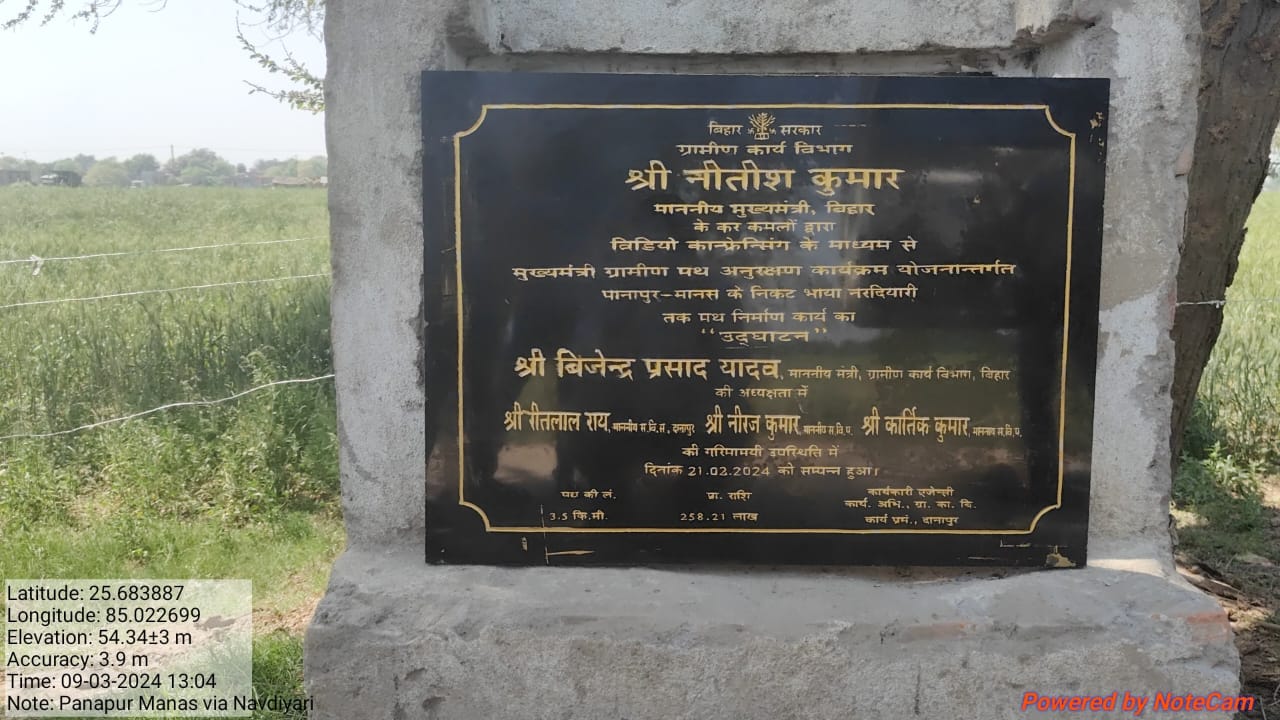 बिहार सरकार
ग्रामीण कार्य विभाग
श्री नीतीश कुमार
माननीय मुख्यमंत्री, बिहार
के कर कमलों द्वारा
विडियो कान्फ्रेन्सिंग के माध्यम से
मुख्यमंत्री ग्रामीण पथ अनुरक्षण कार्यक्रम योजनान्तर्गत
पानापुर-मानस के निकट भाया नरदियारी
तक पथ निर्माण कार्य का
“उद्घाटन”
श्री बिजेन्द्र प्रसाद यादव, माननीय मंत्री, ग्रामीण कार्य विभाग, बिहार
की अध्यक्षता में
श्री रीतलाल राय, माननीय स.वि.स., दानापुर श्री नीरज कुमार, माननीय स.वि.प. श्री कार्तिक कुमार, माननीय स.वि.प.
की गरिमामयी उपस्थिति में
दिनांक 21.02.2024 को सम्पन्न हुआ।
पथ की लं. प्रा. राशि कार्यकारी एजेन्सी
3.5 कि.मी. 258.21 लाख कार्य. अभि., ग्रा. का. वि.
कार्य प्रमं., दानापुर
Latitude: 25.683887
Longitude: 85.022699
Elevation: 54.34±3 m
Accuracy: 3.9 m
Time: 09-03-2024 13:04
Note: Panapur Manas via Navdiyari
Powered by NoteCam